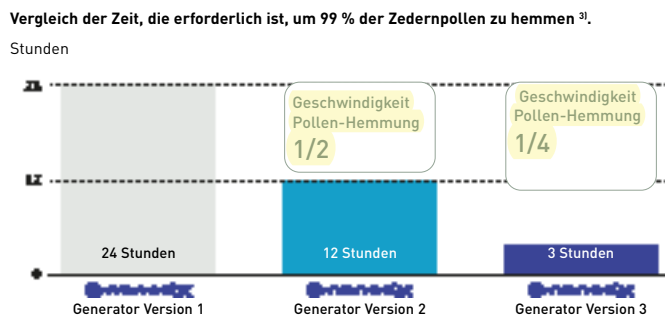 Vergleich der Zeit, die erforderlich ist, um 99 % der Zedernpollen zu hemmen ³⁾.
Stunden
Geschwindigkeit
Pollen-Hemmung
1/2
Geschwindigkeit
Pollen-Hemmung
1/4
24 Stunden
12 Stunden
3 Stunden
Generator Version 1
Generator Version 2
Generator Version 3